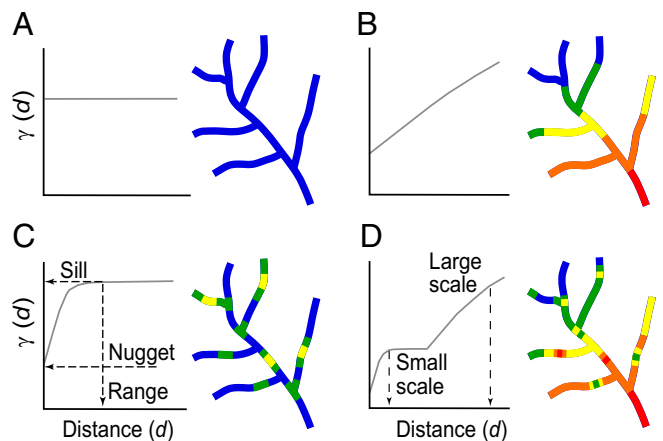 A
B
γ (d)
C
D
Sill
Nugget
Range
γ (d)
Distance (d)
Large
scale
Small
scale
Distance (d)